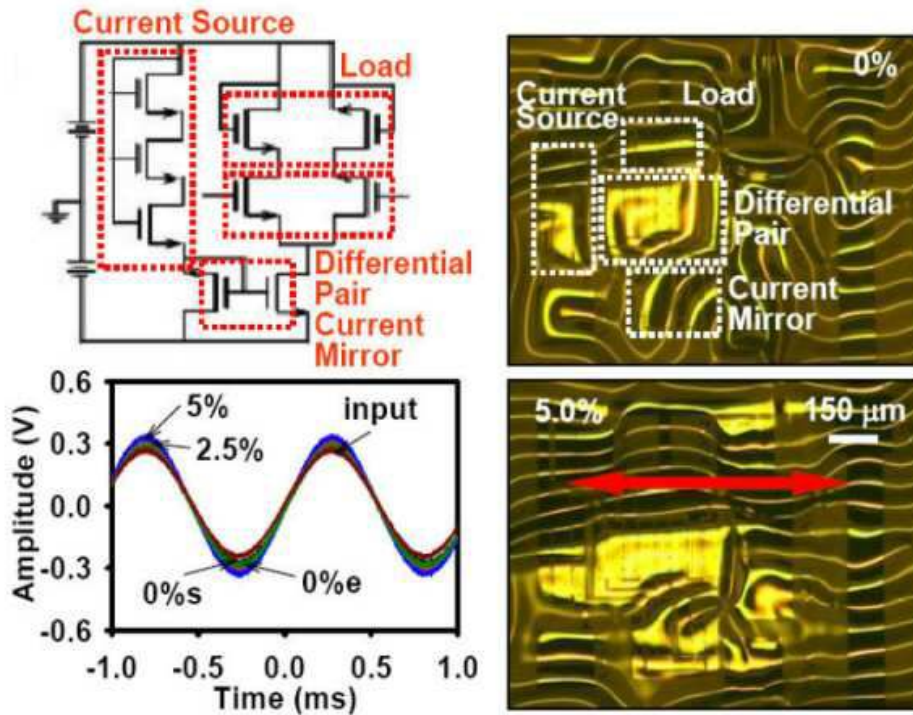 Current Source
Load
Differential
Pair
Current
Mirror
0%
Current
Source
Load
Differential
Pair
Current
Mirror
0.6
0.3
0.0
-0.3
-0.6
Amplitude (V)
5%
2.5%
input
0%s
0%e
-1.0 -0.5 0.0 0.5 1.0
Time (ms)
5.0%
150 μm